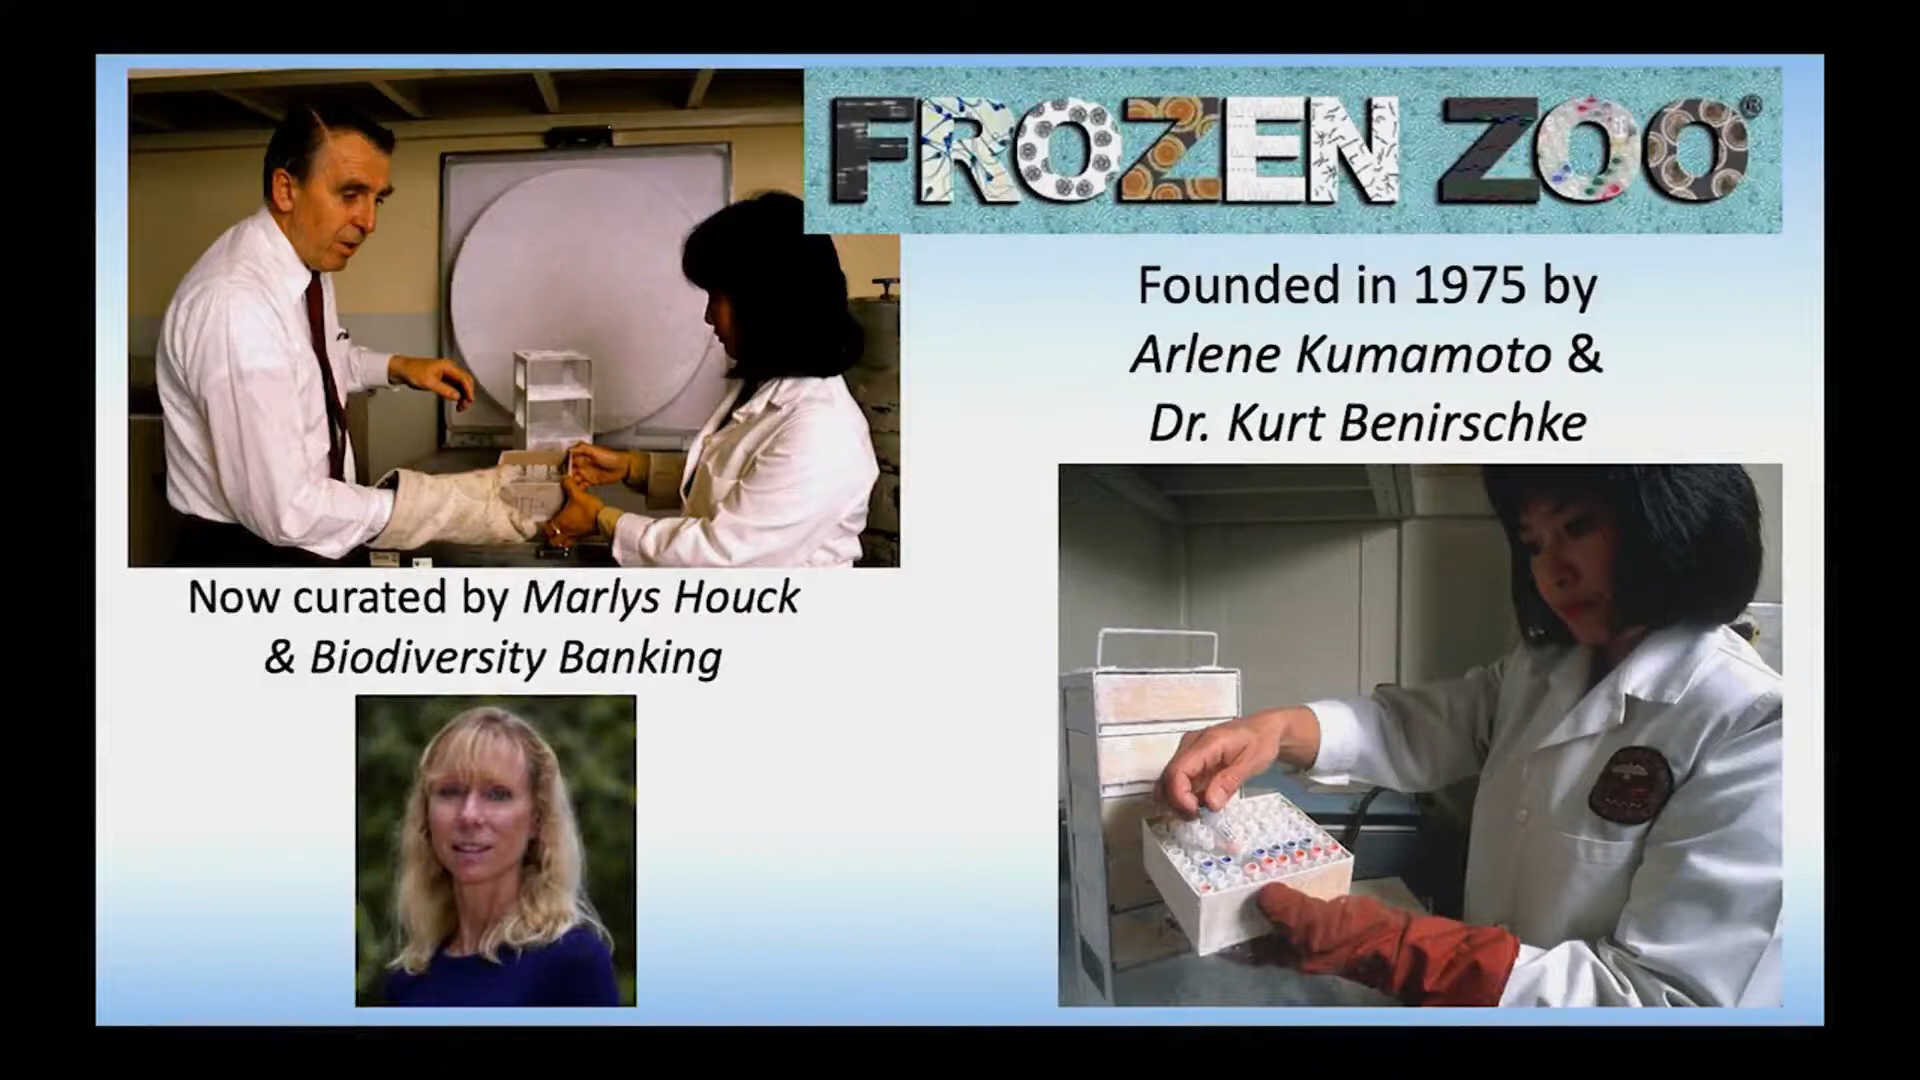 FROZEN ZOO®
Founded in 1975 by
Arlene Kumamoto &
Dr. Kurt Benirschke
Now curated by Marlys Houck
& Biodiversity Banking